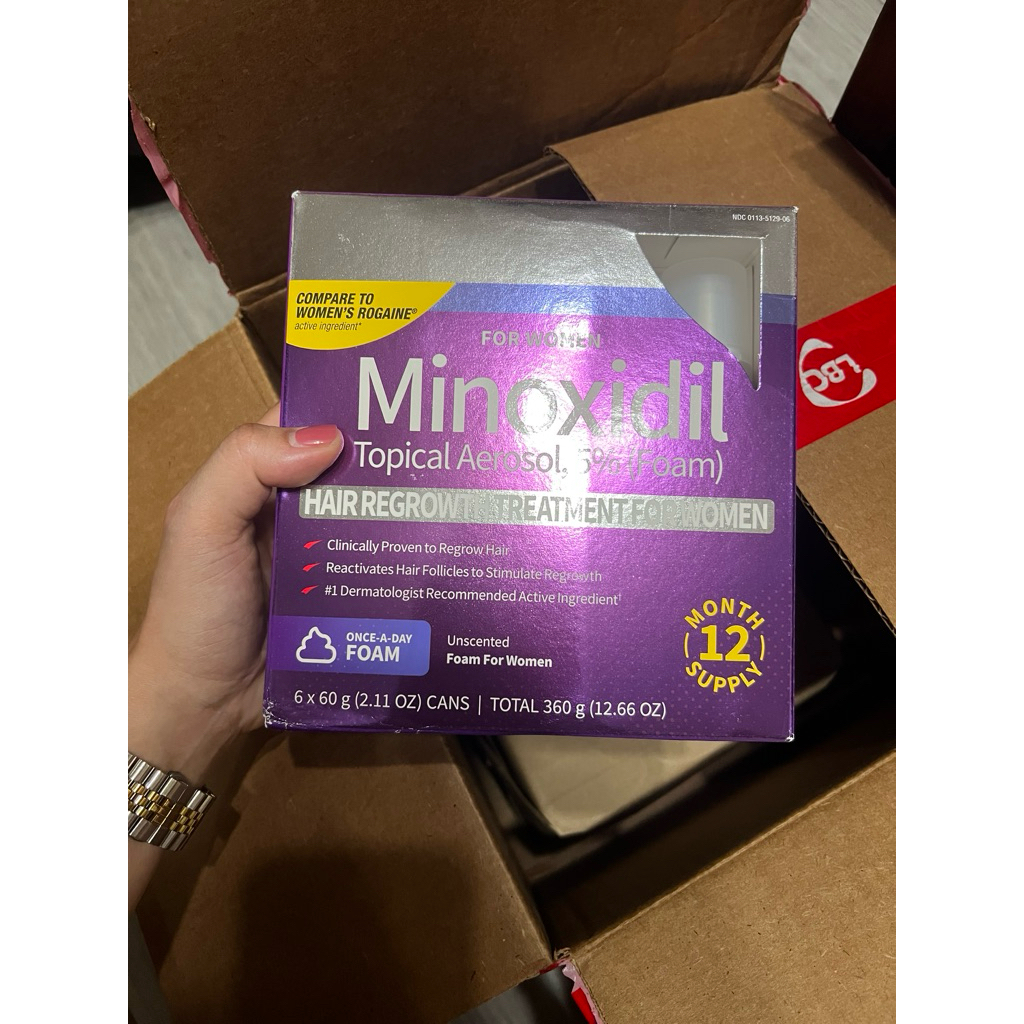 NDC 0113-5129-06
COMPARE TO
WOMEN'S ROGAINE®
active ingredient*
FOR WOMEN
Minoxidil
Topical Aerosol, 5% (Foam)
HAIR REGROWTH TREATMENT FOR WOMEN
Clinically Proven to Regrow Hair
Reactivates Hair Follicles to Stimulate Regrowth
#1 Dermatologist Recommended Active Ingredient†
ONCE-A-DAY
FOAM
Unscented
Foam For Women
MONTH
12
SUPPLY
6 x 60 g (2.11 OZ) CANS | TOTAL 360 g (12.66 OZ)
LBC